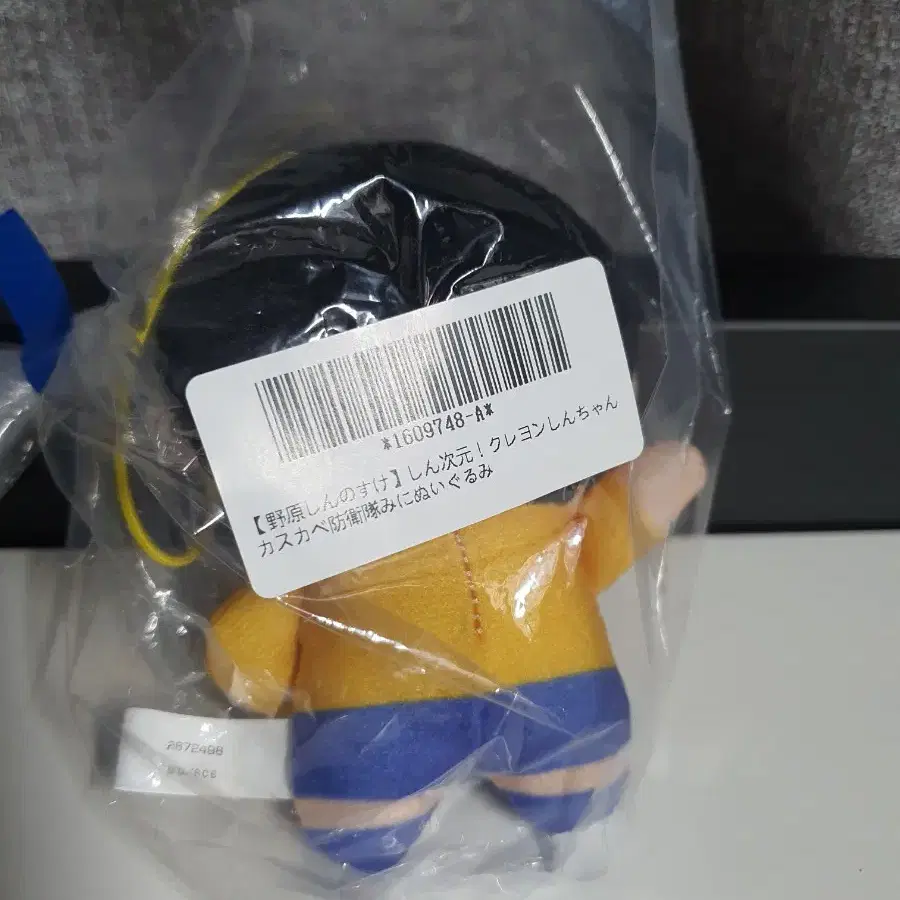 *1609748-A*
【野原しんのすけ】しん次元!クレヨンしんちゃん
カスカベ防衛隊みにぬいぐるみ
2872498